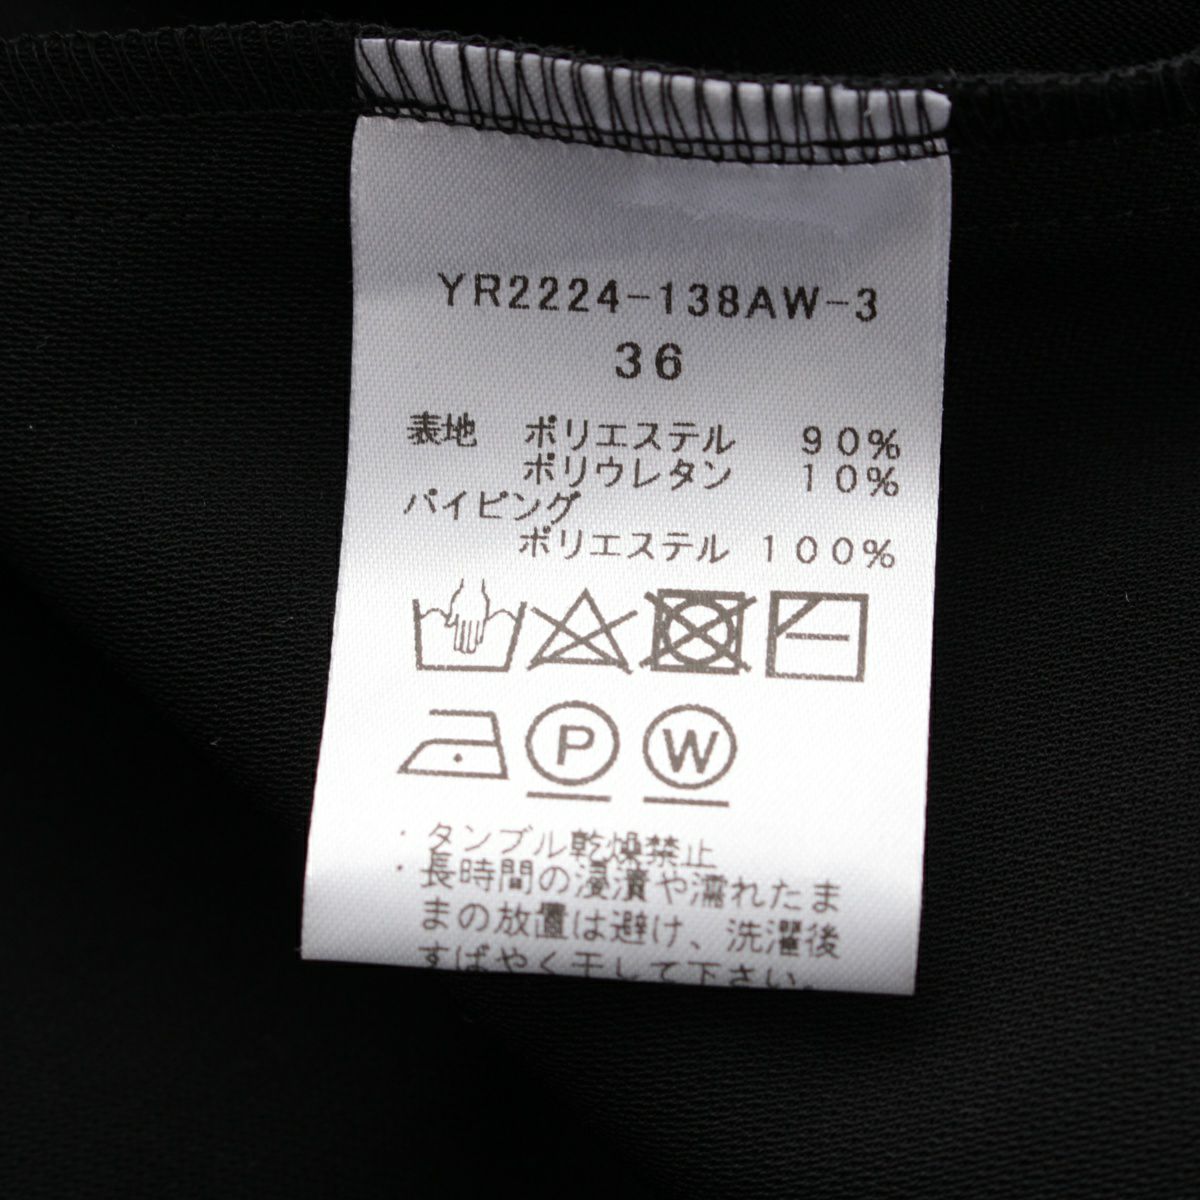 YR2224-138AW-3
36
表地 ポリエステル 90%
ポリウレタン 10%
パイピング
ポリエステル 100%
P W
・タンブル乾燥禁止
・長時間の浸漬や濡れたま
まの放置は避け、洗濯後
すばやく干して下さい。